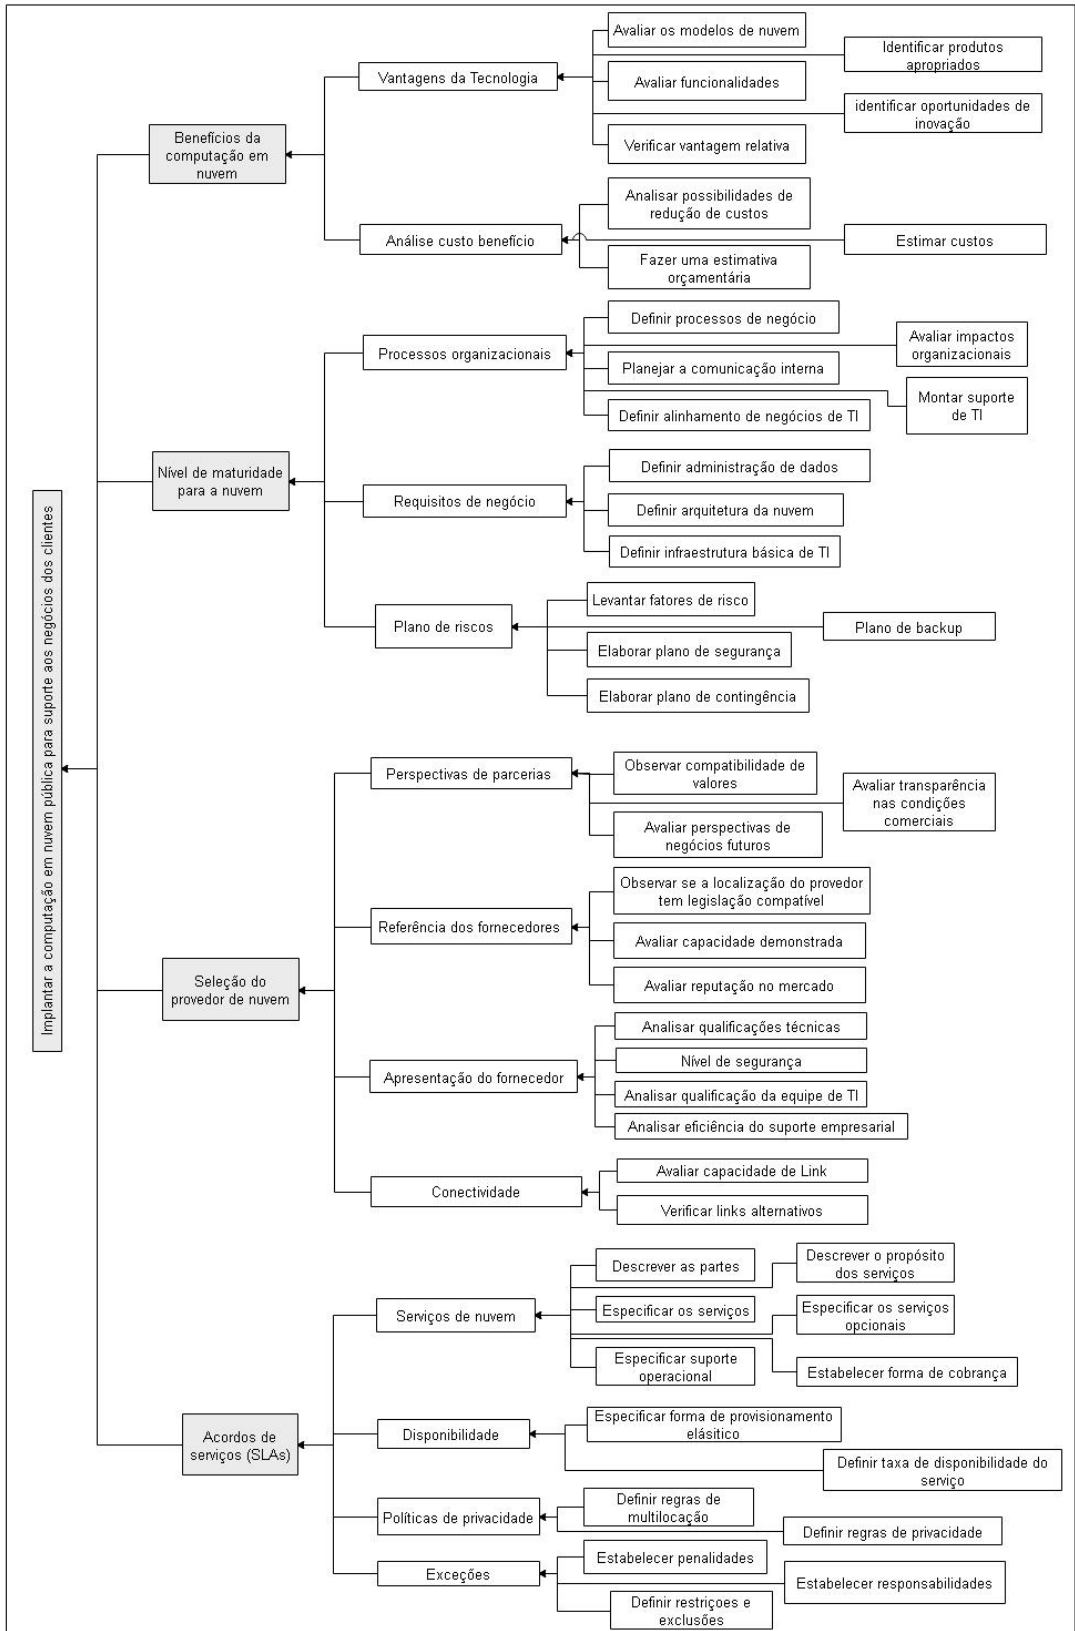 Implantar a computação em nuvem pública para suporte aos negócios dos clientes
Benefícios da
computação em
nuvem
Vantagens da Tecnologia
Avaliar os modelos de nuvem
Identificar produtos
apropriados
Avaliar funcionalidades
identificar oportunidades de
inovação
Verificar vantagem relativa
Análise custo benefício
Analisar possibilidades de
redução de custos
Estimar custos
Fazer uma estimativa
orçamentária
Nível de maturidade
para a nuvem
Processos organizacionais
Definir processos de negócio
Avaliar impactos
organizacionais
Planejar a comunicação interna
Montar suporte
de TI
Definir alinhamento de negócios de TI
Requisitos de negócio
Definir administração de dados
Definir arquitetura da nuvem
Definir infraestrutura básica de TI
Plano de riscos
Levantar fatores de risco
Plano de backup
Elaborar plano de segurança
Elaborar plano de contingência
Seleção do
provedor de nuvem
Perspectivas de parcerias
Observar compatibilidade de
valores
Avaliar transparência
nas condições
comerciais
Avaliar perspectivas de
negócios futuros
Referência dos fornecedores
Observar se a localização do provedor
tem legislação compatível
Avaliar capacidade demonstrada
Avaliar reputação no mercado
Apresentação do fornecedor
Analisar qualificações técnicas
Nível de segurança
Analisar qualificação da equipe de TI
Analisar eficiência do suporte empresarial
Conectividade
Avaliar capacidade de Link
Verificar links alternativos
Acordos de
serviços (SLAs)
Serviços de nuvem
Descrever as partes
Descrever o propósito
dos serviços
Especificar os serviços
Especificar os serviços
opcionais
Especificar suporte
operacional
Estabelecer forma de cobrança
Disponibilidade
Especificar forma de provisionamento
elásitico
Definir taxa de disponibilidade do
serviço
Políticas de privacidade
Definir regras de
multilocação
Definir regras de privacidade
Exceções
Estabelecer penalidades
Estabelecer responsabilidades
Definir restriçoes e
exclusões